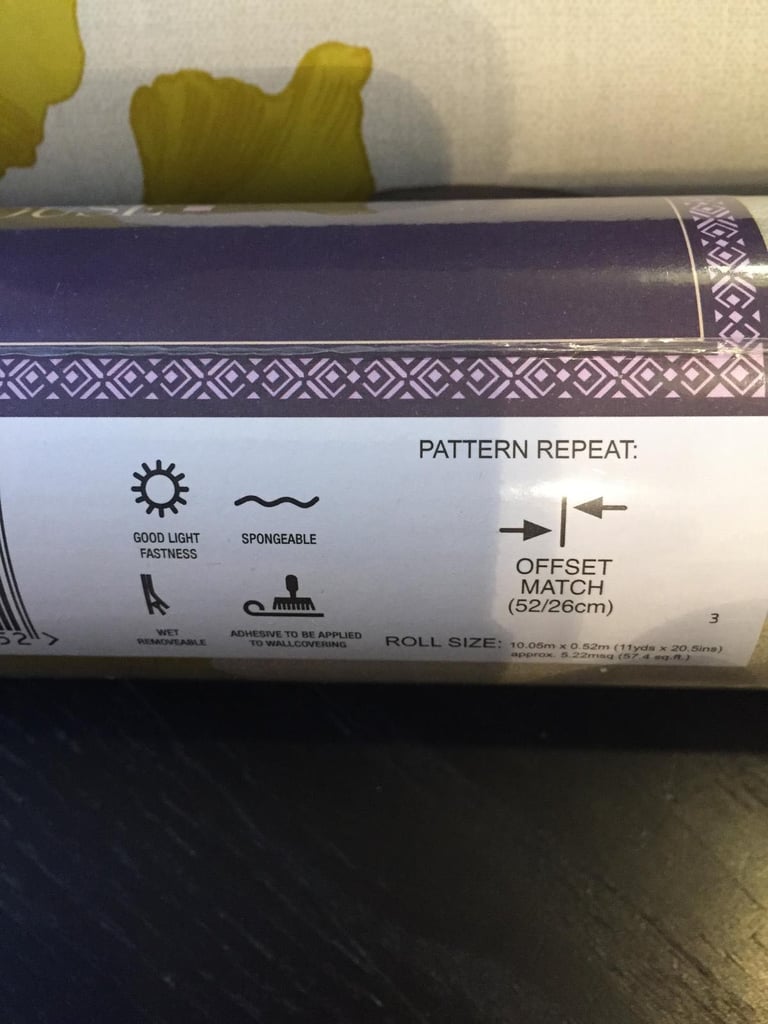 PATTERN REPEAT:
GOOD LIGHT
FASTNESS
SPONGEABLE
OFFSET
MATCH
(52/26cm)
WET
REMOVEABLE
ADHESIVE TO BE APPLIED
TO WALLCOVERING
3
52 >
ROLL SIZE: 10.05m x 0.52m (11yds x 20.5ins)
approx. 5.22msq (57.4 sq.ft.)